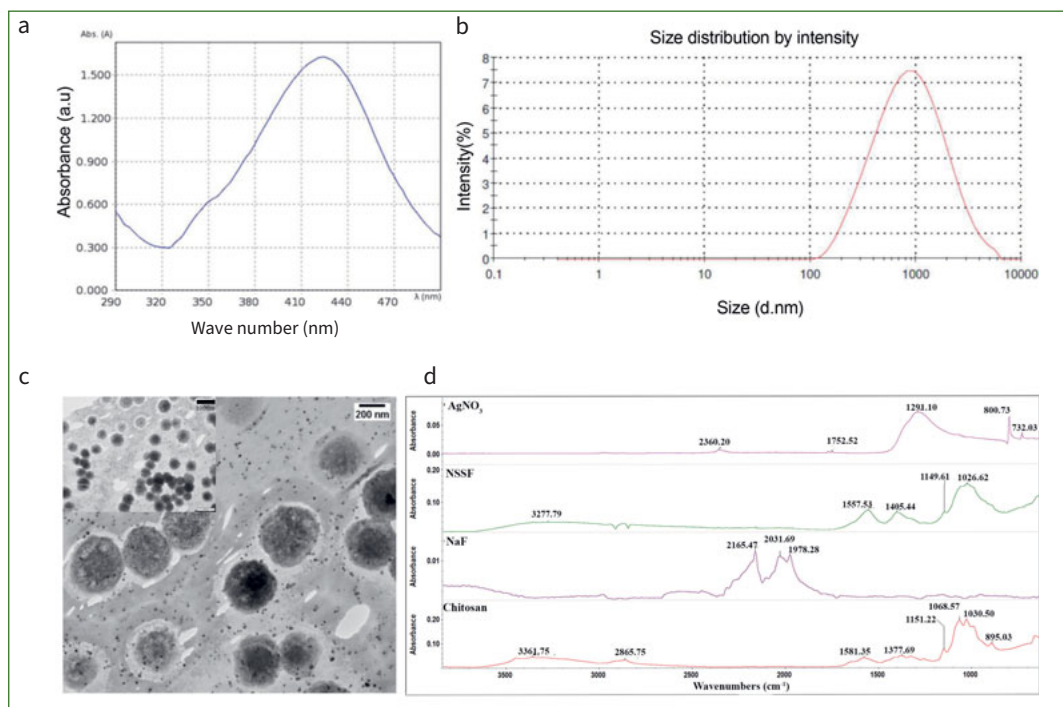 a
Abs. (A)
1.500
1.200
0.900
0.600
0.300
0.000
Absorbance (a.u)
290 320 350 380 410 440 470
λ (nm)
Wave number (nm)
b
Size distribution by intensity
8
7
6
5
4
3
2
1
0
Intensity(%)
0.1 1 10 100 1000 10000
Size (d.nm)
c
200 nm
d
AgNO3
1291.10
800.73
732.03
2360.20
1752.52
0.05
0.00
Absorbance
NSSF
0.20
0.10
Absorbance
3277.79
1557.53
1405.44
1149.61
1026.62
NaF
0.01
Absorbance
2165.47
2031.69
1978.28
Chitosan
0.20
0.10
Absorbance
3361.75
2865.75
1581.35
1377.69
1151.22
1068.57
1030.50
895.03
3500 3000 2500 2000 1500 1000
Wavenumbers (cm-1)